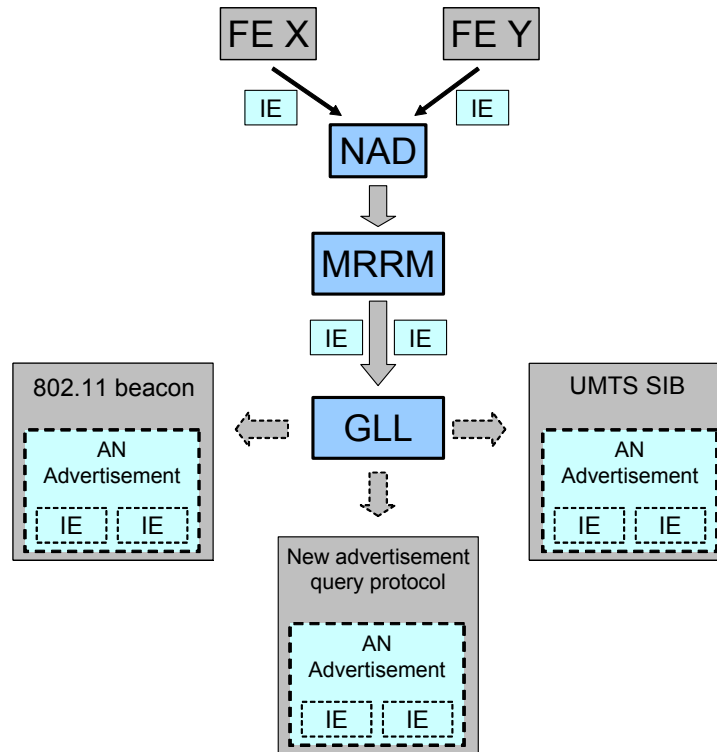 FE X
FE Y
IE
IE
NAD
MRRM
IE
IE
802.11 beacon
UMTS SIB
GLL
AN
Advertisement
IE
IE
AN
Advertisement
IE
IE
New advertisement
query protocol
AN
Advertisement
IE
IE